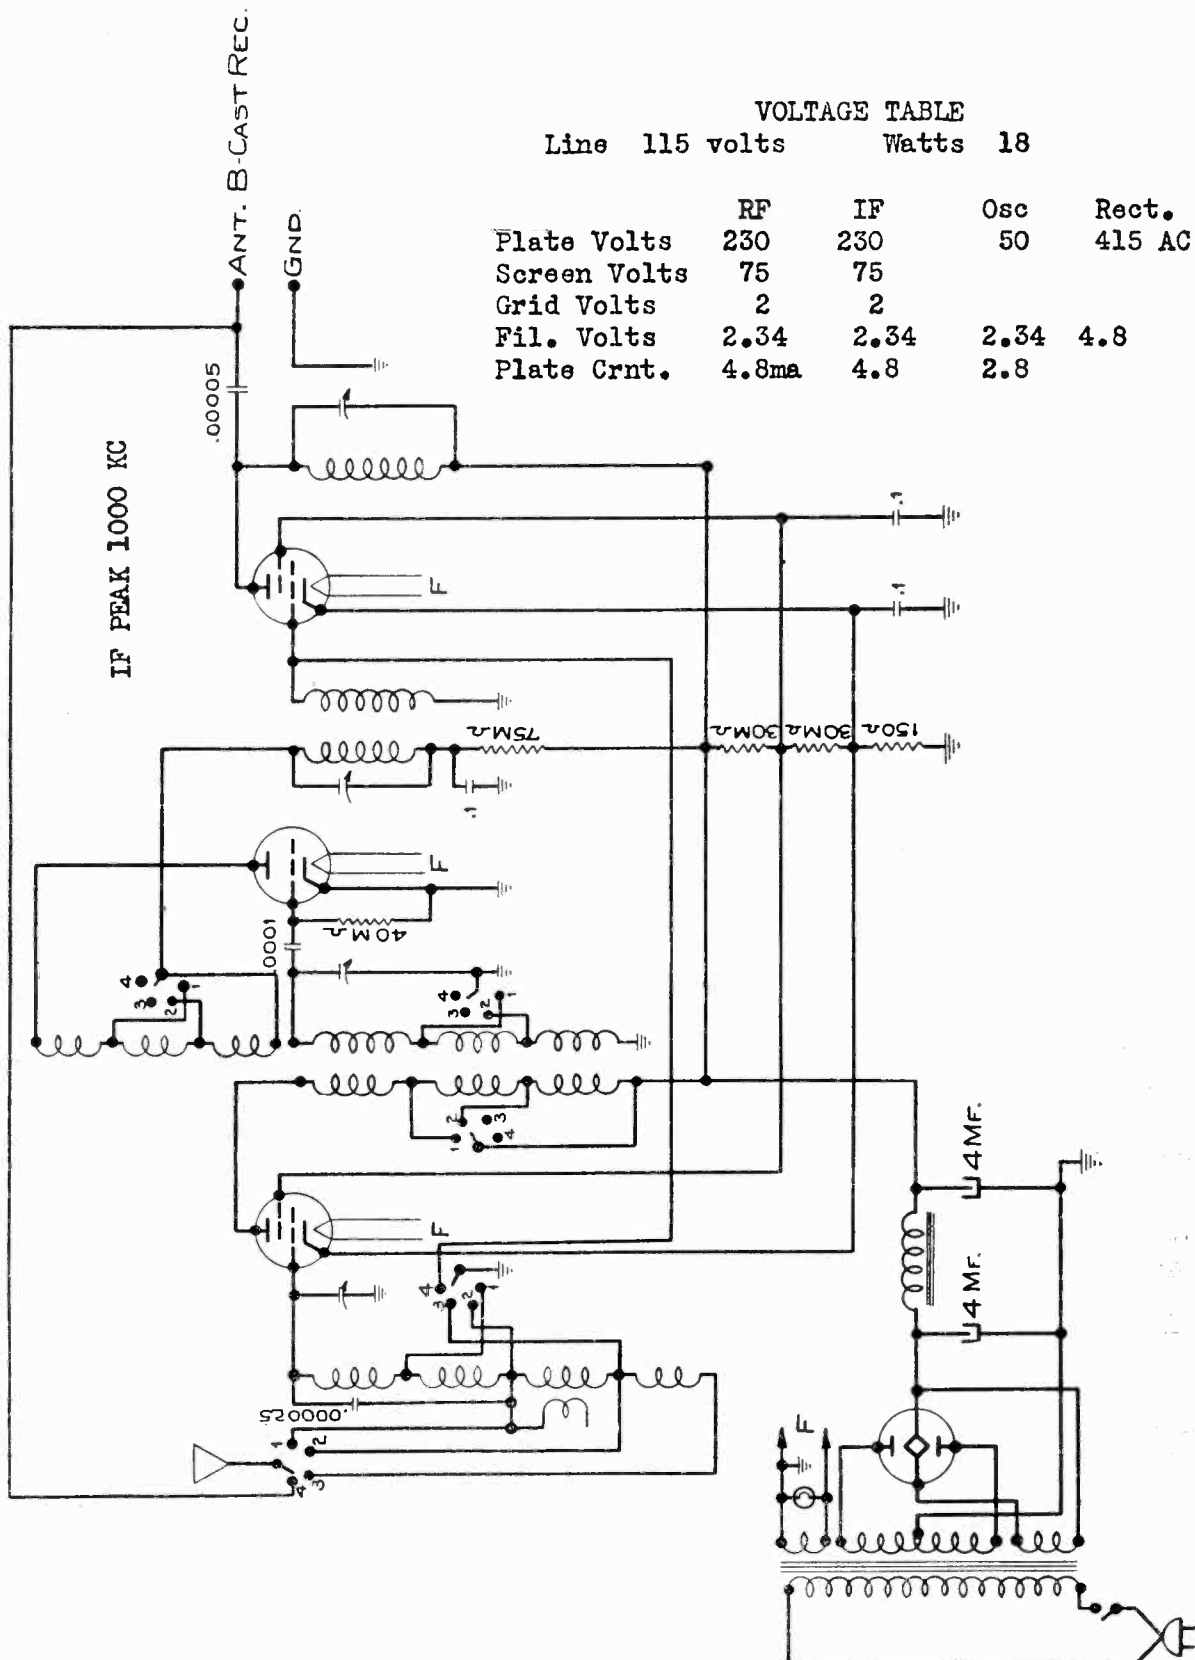 VOLTAGE TABLE
Line 115 volts Watts 18
RF IF Osc Rect.
Plate Volts 230 230 50 415 AC
Screen Volts 75 75
Grid Volts 2 2
Fil. Volts 2.34 2.34 2.34 4.8
Plate Crnt. 4.8ma 4.8 2.8
ANT. B-CAST REC.
GND.
.00005
IF PEAK 1000 KC
F
.1
.1
75MΩ
30MΩ
30MΩ
150Ω
.1
F
40MΩ
.0001
4
3
2
1
4
3
2
1
1
2
3
4
F
4
3
2
1
.000025
1
2
3
4
4 MF.
4 MF.
F